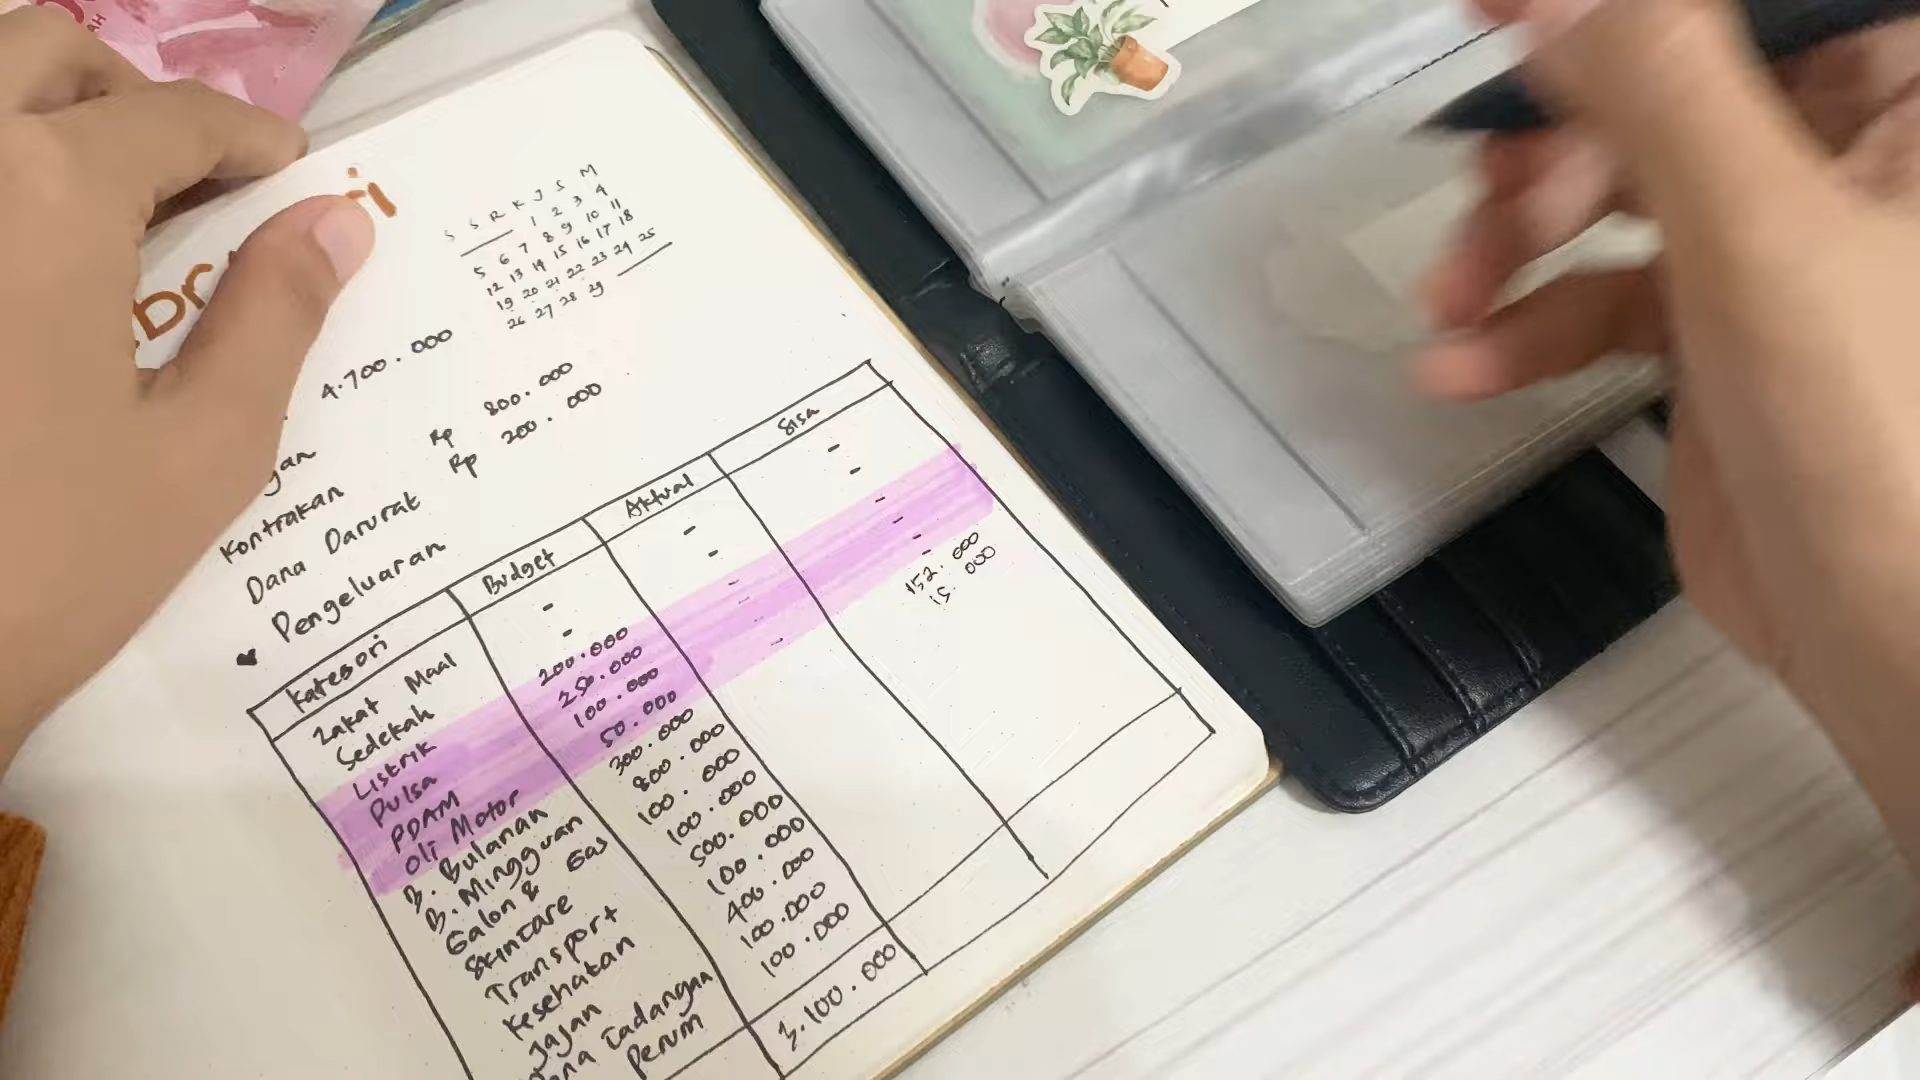 S S R K J S M
1 2 3 4
5 6 7 8 9 10 11
12 13 14 15 16 17 18
19 20 21 22 23 24 25
26 27 28 29
4.700.000
Kontrakan Rp 800.000
Dana Darurat Rp 200.000
Pengeluaran
Kategori Budget Aktual Sisa
Zakat Maal - - -
Sedekah - - -
Listrik 200.000 - -
Pulsa 250.000 - -
PDAM 100.000 -
Oli Motor 50.000 - 152.000
B. Bulanan 300.000 15.000
B. Mingguan 800.000
Galon & Gas 100.000
Skincare 100.000
Transport 500.000
Kesehatan 100.000
Jajan 400.000
Cadangan 100.000
Perum 100.000
3.100.000